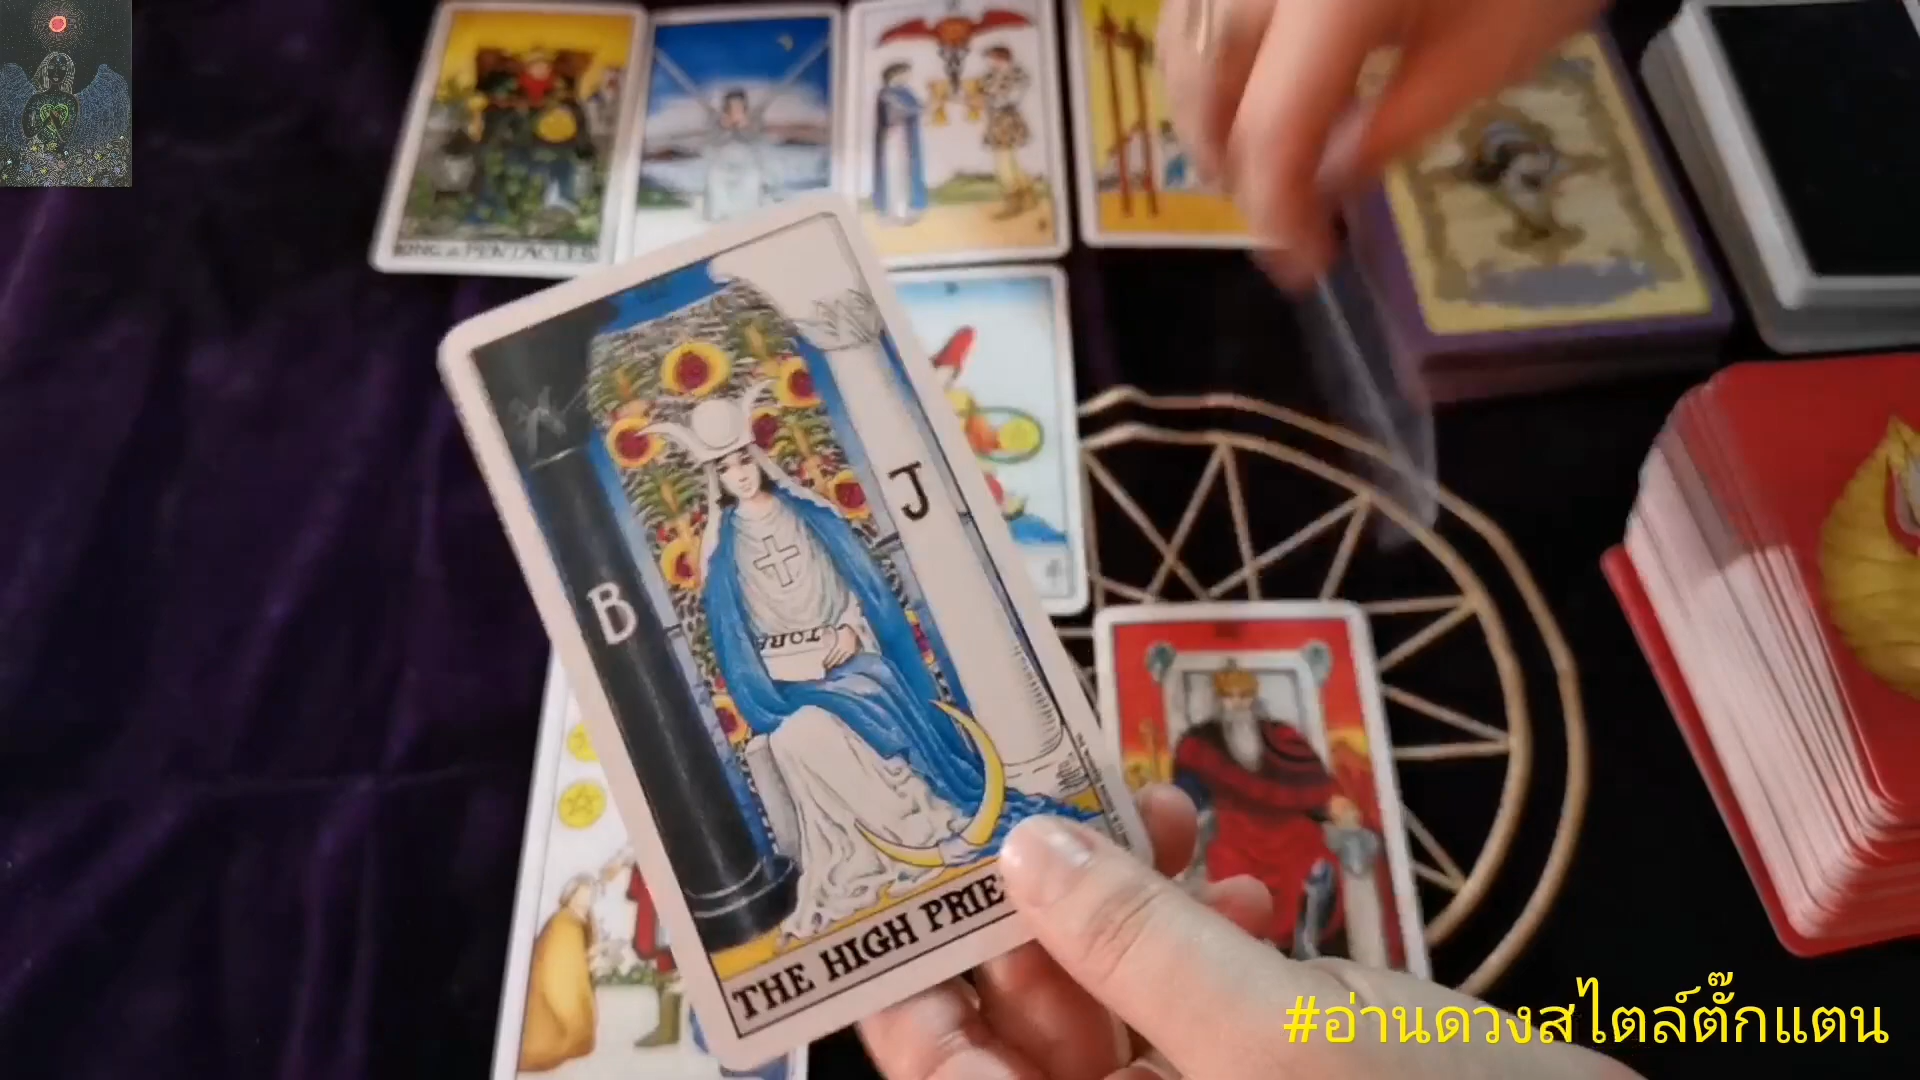 KING of PENTACLES
B
J
TORA
THE HIGH PRIE
#อ่านดวงสไตล์ตั๊กแตน